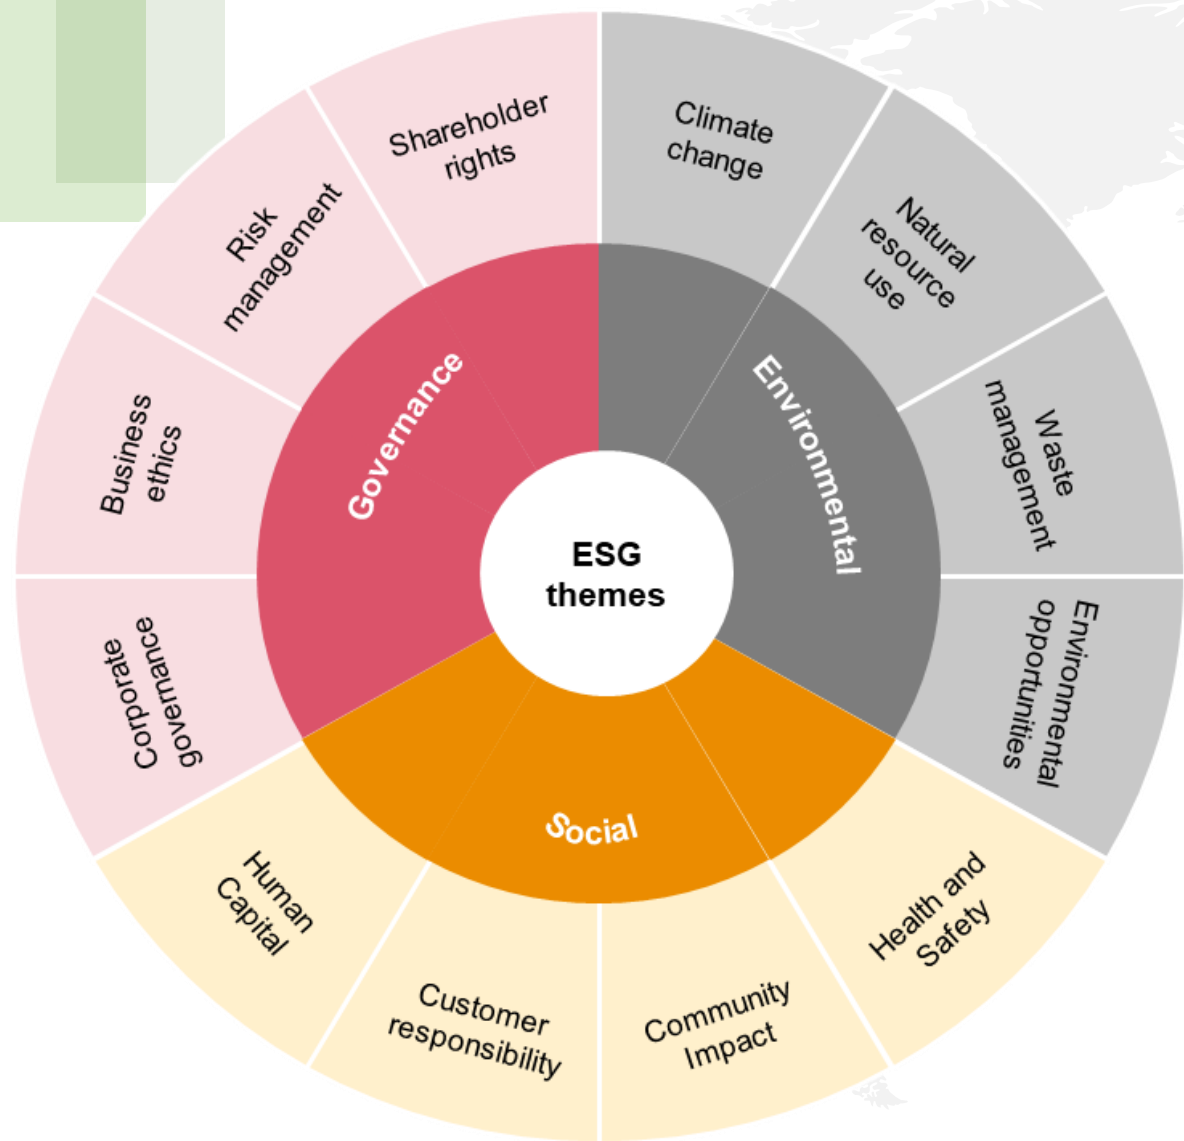 ESG
themes
Environmental
Climate
change
Natural
resource
use
Waste
management
Environmental
opportunities
Social
Health and
Safety
Community
Impact
Customer
responsibility
Human
Capital
Governance
Corporate
governance
Business
ethics
Risk
management
Shareholder
rights